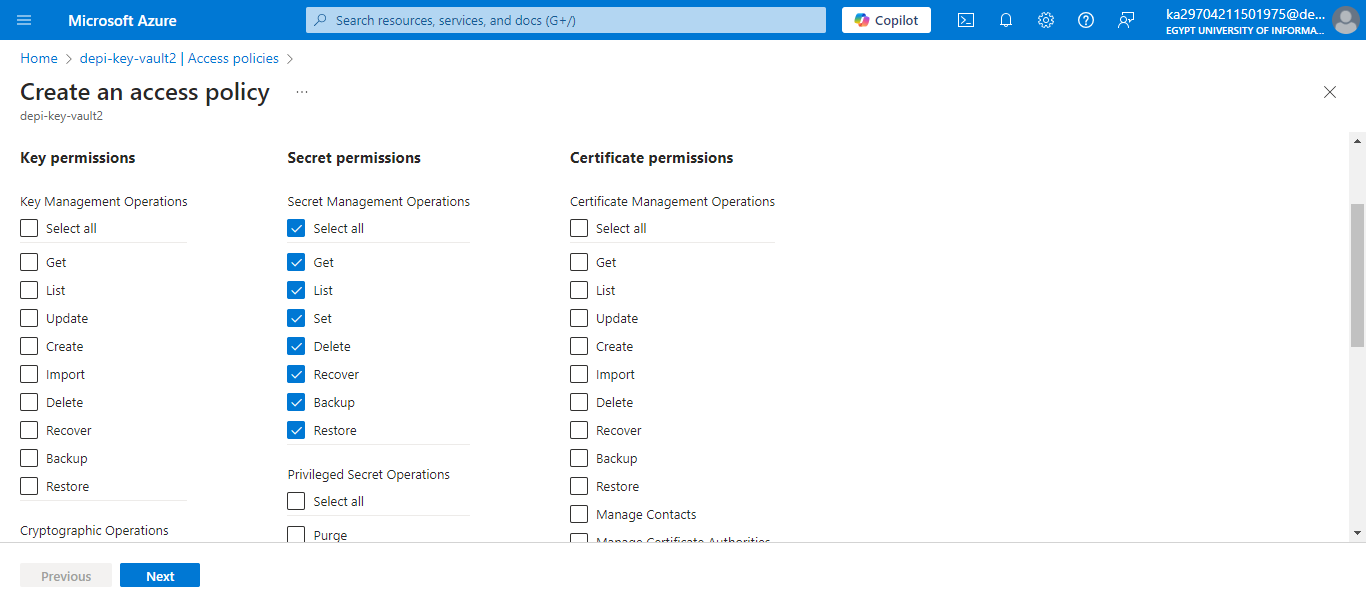 Microsoft Azure
Search resources, services, and docs (G+/)
Copilot
ka29704211501975@de...
EGYPT UNIVERSITY OF INFORMA...
Home > depi-key-vault2 | Access policies >
Create an access policy ...
depi-key-vault2
Key permissions
Key Management Operations
Select all
Get
List
Update
Create
Import
Delete
Recover
Backup
Restore
Cryptographic Operations
Secret permissions
Secret Management Operations
Select all
Get
List
Set
Delete
Recover
Backup
Restore
Privileged Secret Operations
Select all
Purge
Certificate permissions
Certificate Management Operations
Select all
Get
List
Update
Create
Import
Delete
Recover
Backup
Restore
Manage Contacts
Manage Certificate Authorities
Previous
Next